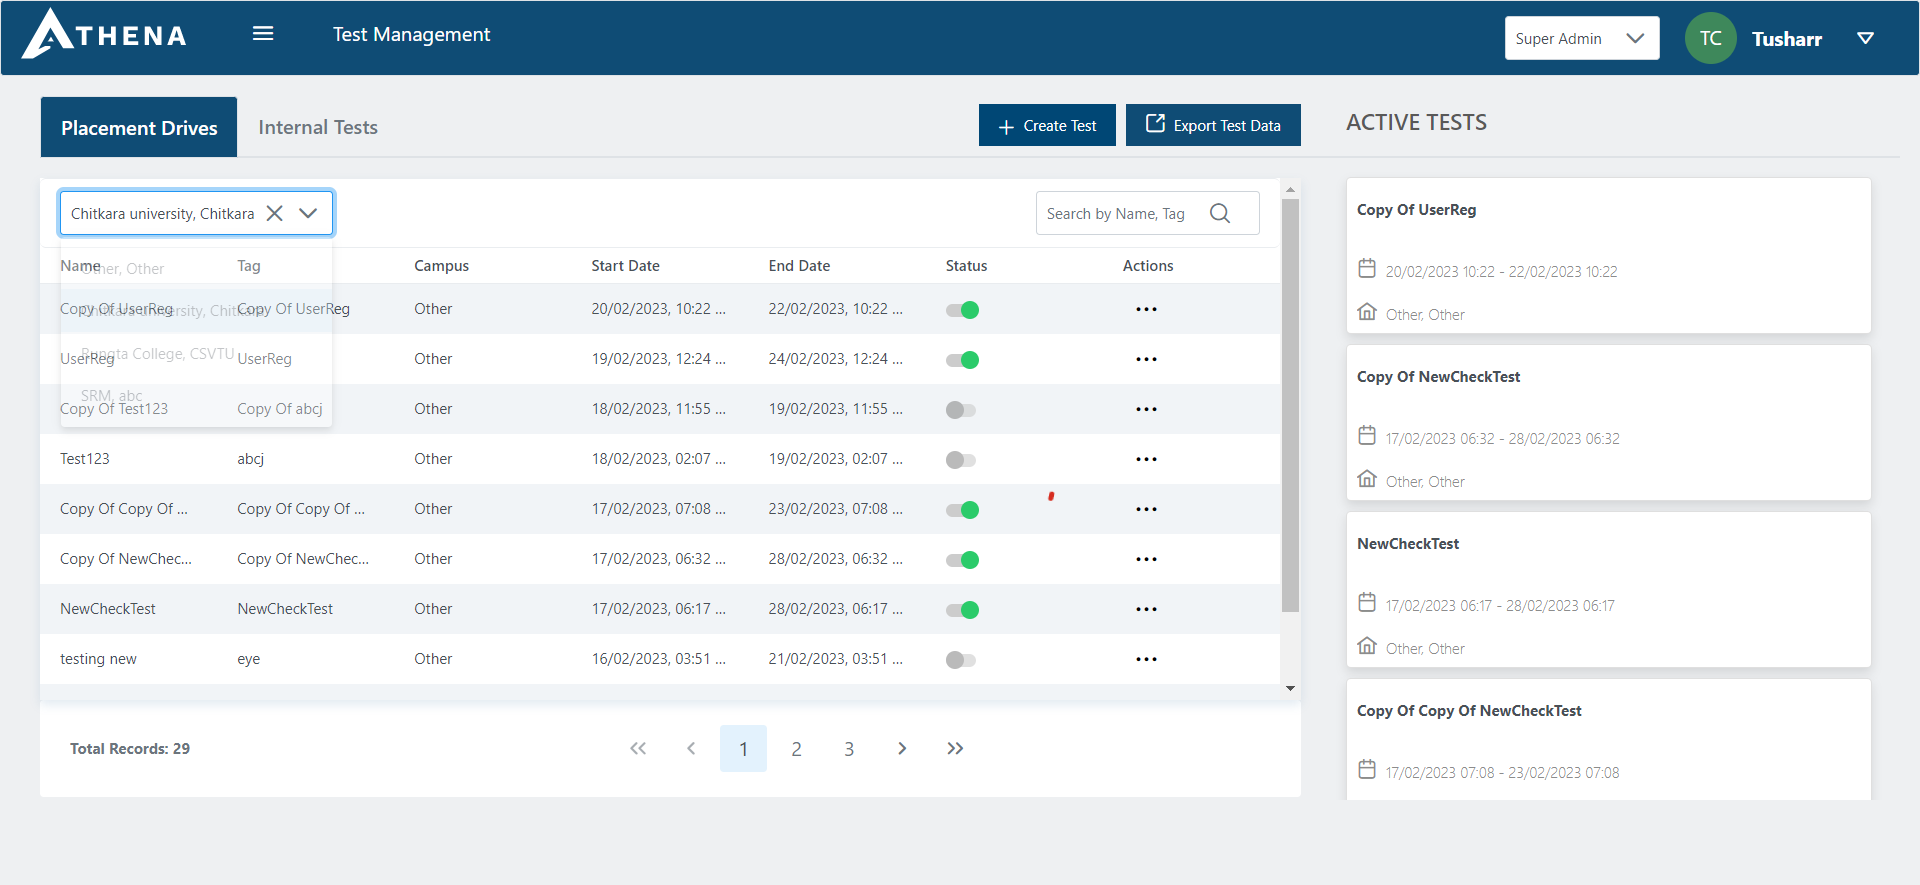 ATHENA
Test Management
Super Admin
TC
Tusharr
Placement Drives
Internal Tests
Create Test
Export Test Data
ACTIVE TESTS
Chitkara university, Chitkara
Search by Name, Tag
Other, Other
Chitkara university, Chitkara
Rungta College, CSVTU
SRM, abc
Name Tag Campus Start Date End Date Status Actions
Copy Of UserReg Copy Of UserReg Other 20/02/2023, 10:22 ... 22/02/2023, 10:22 ... •••
UserReg UserReg Other 19/02/2023, 12:24 ... 24/02/2023, 12:24 ... •••
Copy Of Test123 Copy Of abcj Other 18/02/2023, 11:55 ... 19/02/2023, 11:55 ... •••
Test123 abcj Other 18/02/2023, 02:07 ... 19/02/2023, 02:07 ... •••
Copy Of Copy Of ... Copy Of Copy Of ... Other 17/02/2023, 07:08 ... 23/02/2023, 07:08 ... •••
Copy Of NewChec... Copy Of NewChec... Other 17/02/2023, 06:32 ... 28/02/2023, 06:32 ... •••
NewCheckTest NewCheckTest Other 17/02/2023, 06:17 ... 28/02/2023, 06:17 ... •••
testing new eye Other 16/02/2023, 03:51 ... 21/02/2023, 03:51 ... •••
Total Records: 29
« ‹ 1 2 3 › »
Copy Of UserReg
20/02/2023 10:22 - 22/02/2023 10:22
Other, Other
Copy Of NewCheckTest
17/02/2023 06:32 - 28/02/2023 06:32
Other, Other
NewCheckTest
17/02/2023 06:17 - 28/02/2023 06:17
Other, Other
Copy Of Copy Of NewCheckTest
17/02/2023 07:08 - 23/02/2023 07:08